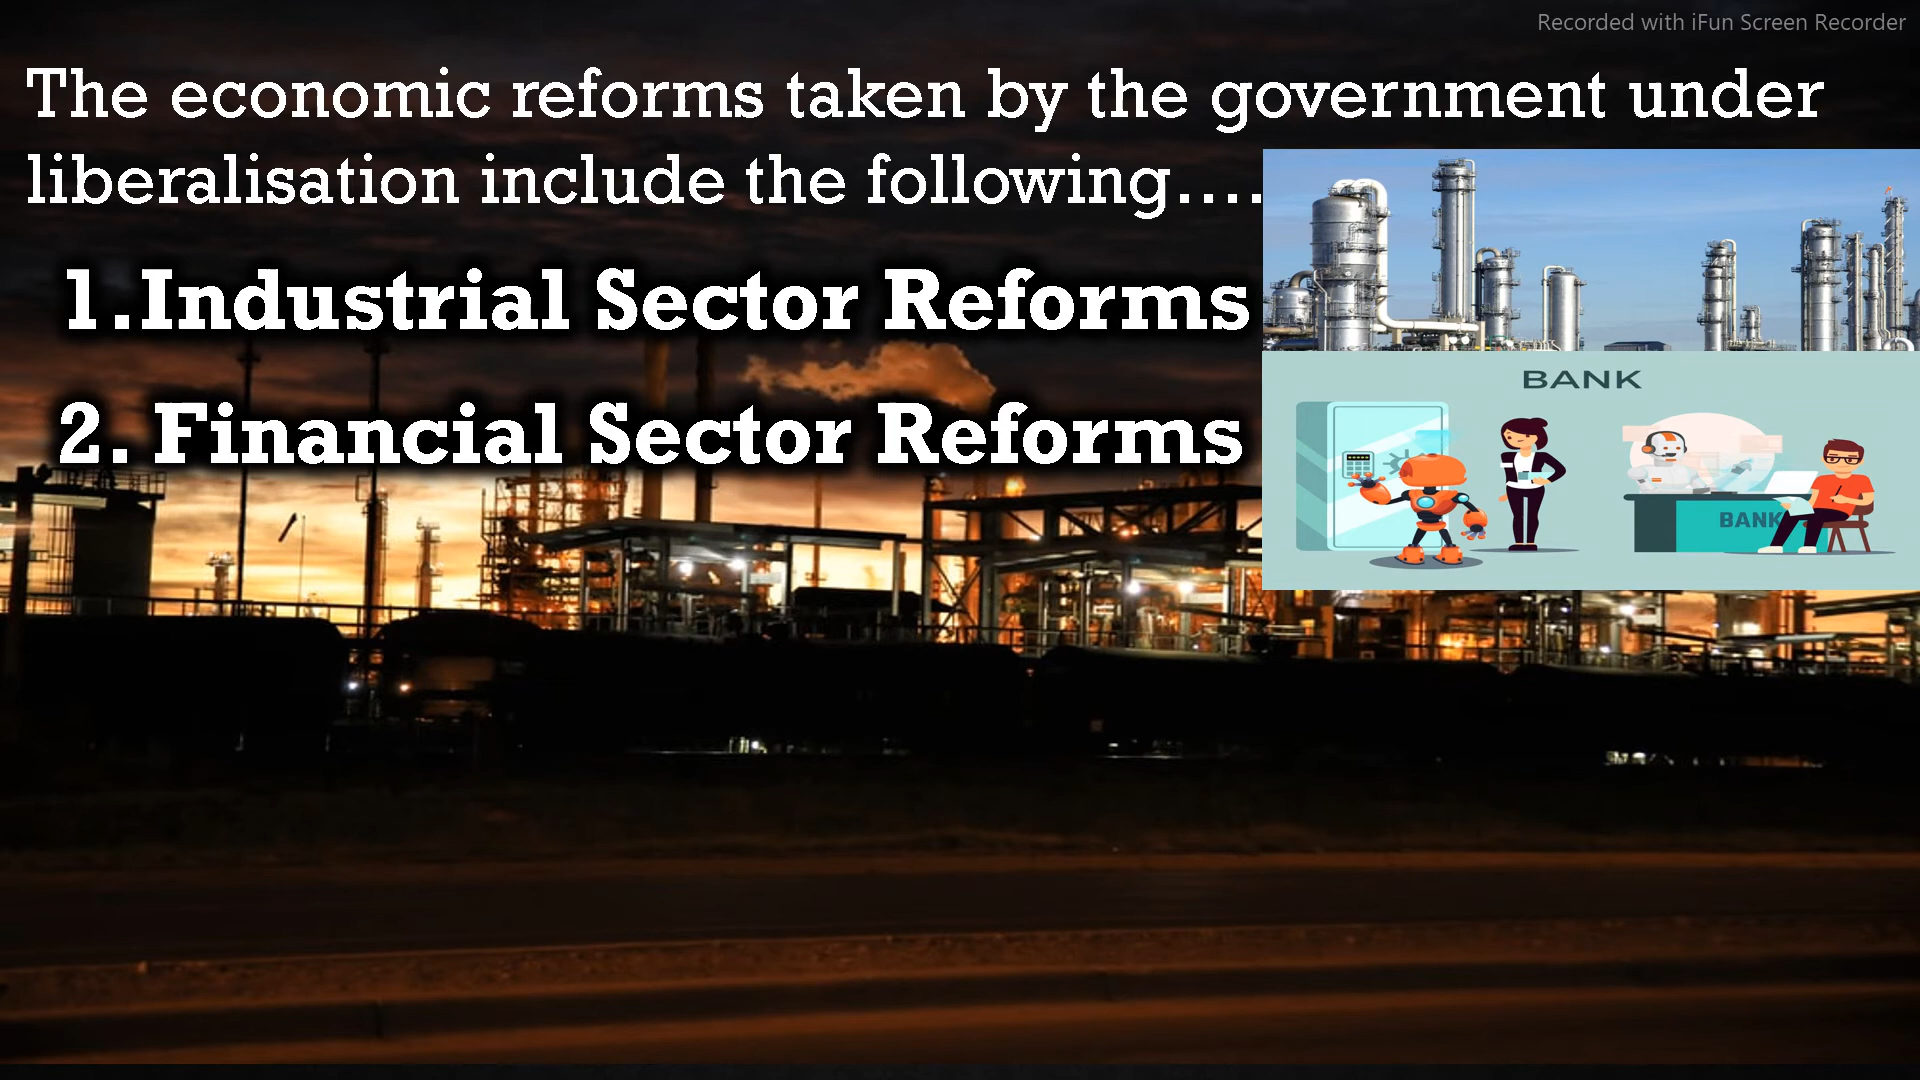 Recorded with iFun Screen Recorder
The economic reforms taken by the government under
liberalisation include the following....
1.Industrial Sector Reforms
2. Financial Sector Reforms
BANK
BANK